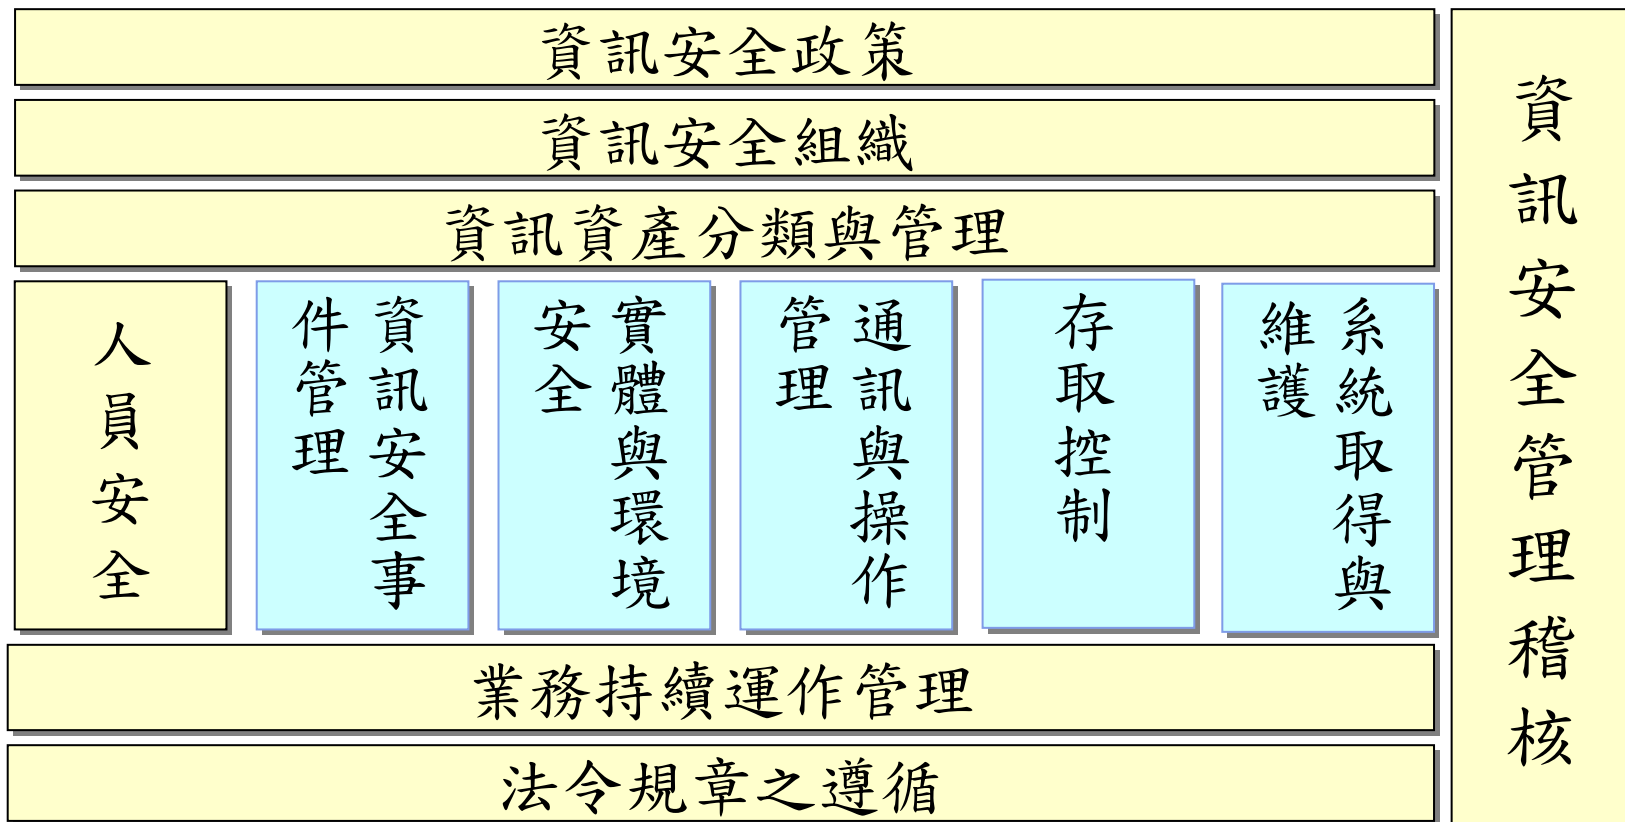 資訊安全政策
資訊安全組織
資訊資產分類與管理
人員安全
資訊安全事
件管理
實體與環境
安全
通訊與操作
管理
存取控制
系統取得與
維護
業務持續運作管理
法令規章之遵循
資訊安全管理稽核